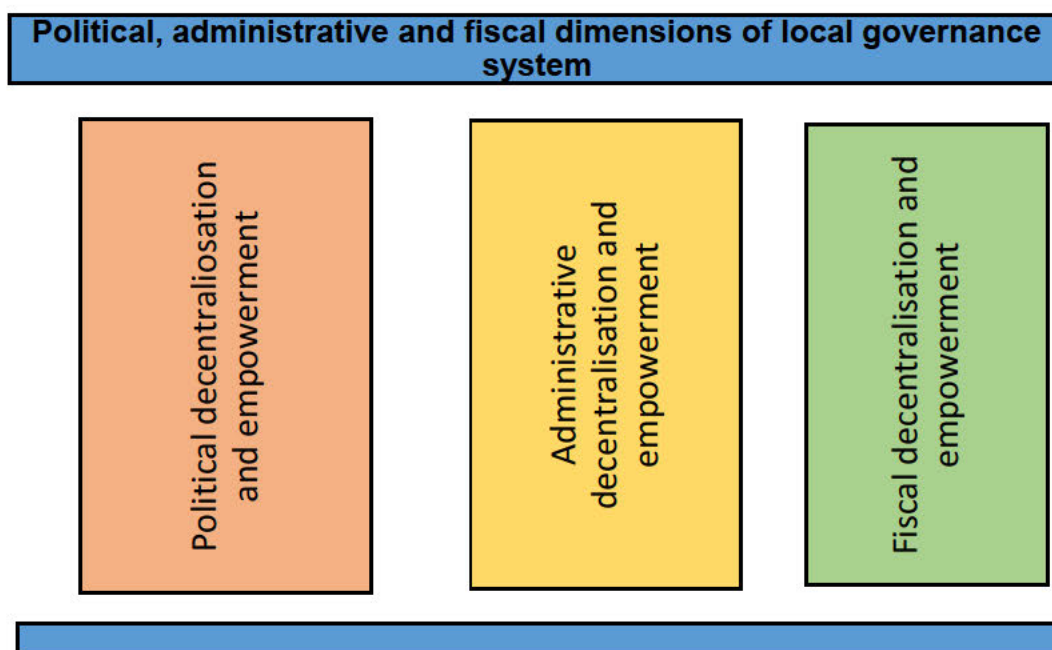 Political, administrative and fiscal dimensions of local governance
system
Political decentraliosation
and empowerment
Administrative
decentralisation and
empowerment
Fiscal decentralisation and
empowerment